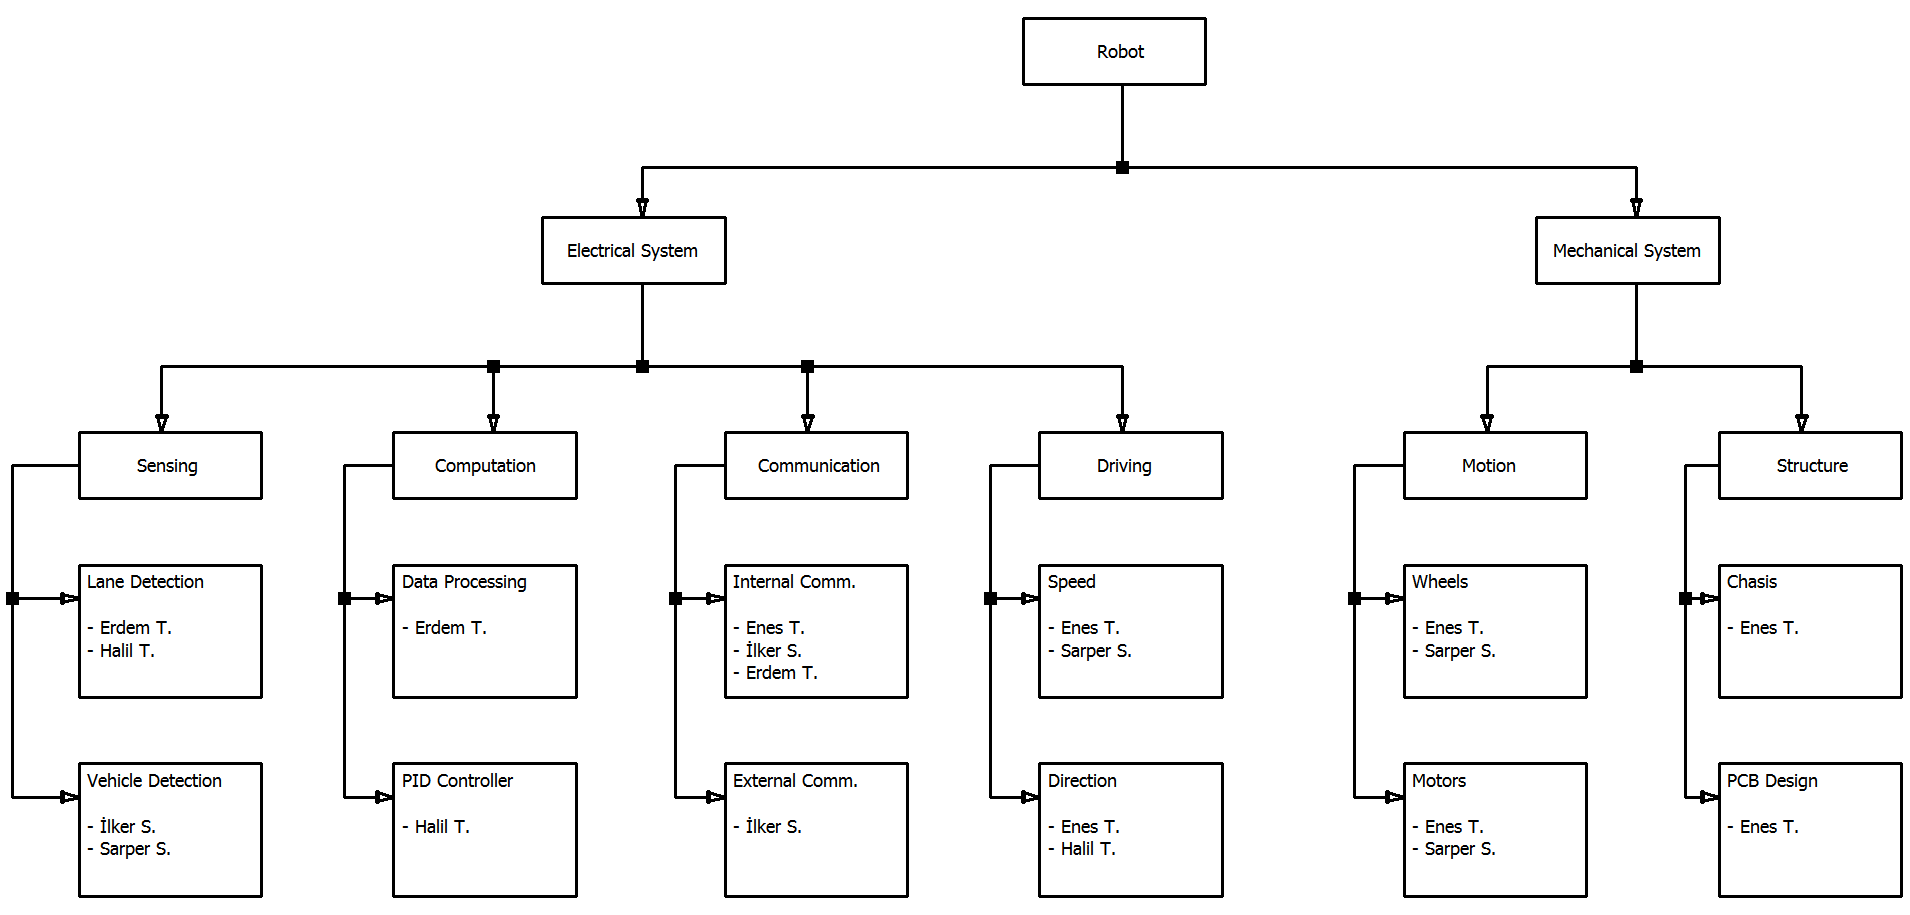 Robot
Electrical System
Mechanical System
Sensing
Computation
Communication
Driving
Motion
Structure
Lane Detection
- Erdem T.
- Halil T.
Data Processing
- Erdem T.
Internal Comm.
- Enes T.
- İlker S.
- Erdem T.
Speed
- Enes T.
- Sarper S.
Wheels
- Enes T.
- Sarper S.
Chasis
- Enes T.
Vehicle Detection
- İlker S.
- Sarper S.
PID Controller
- Halil T.
External Comm.
- İlker S.
Direction
- Enes T.
- Halil T.
Motors
- Enes T.
- Sarper S.
PCB Design
- Enes T.